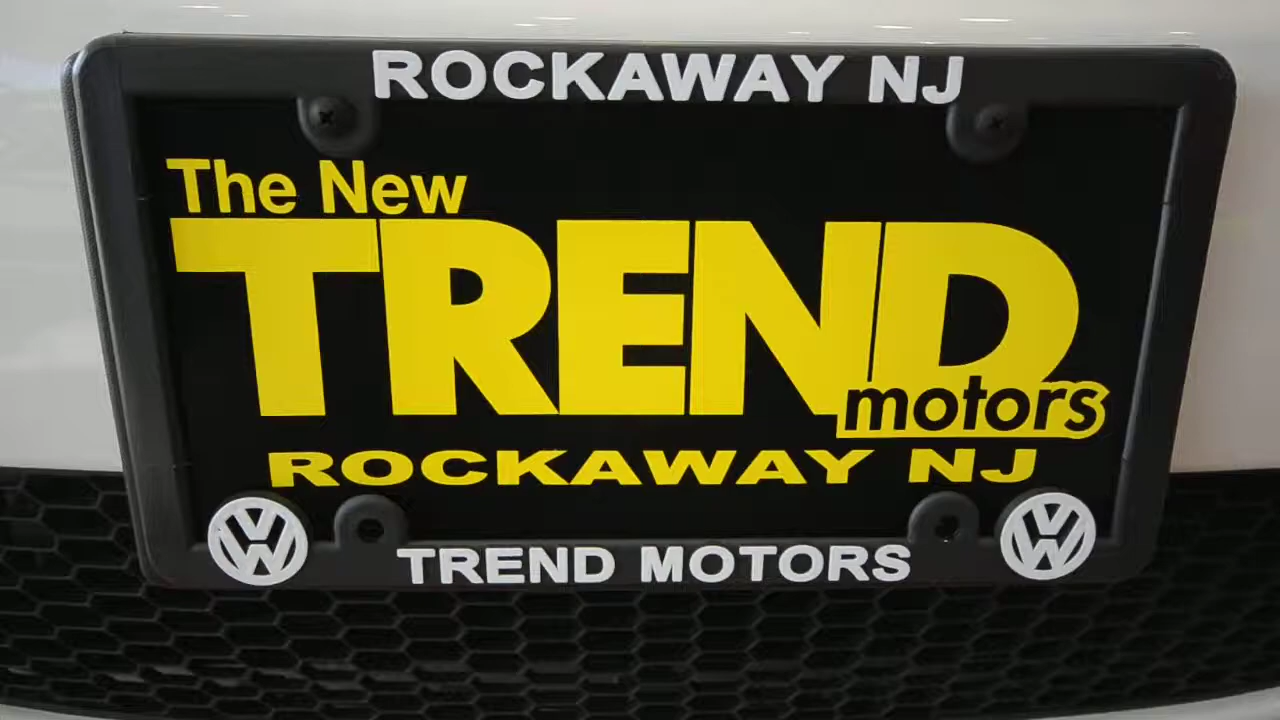 ROCKAWAY NJ
The New
TREND
motors
ROCKAWAY NJ
TREND MOTORS